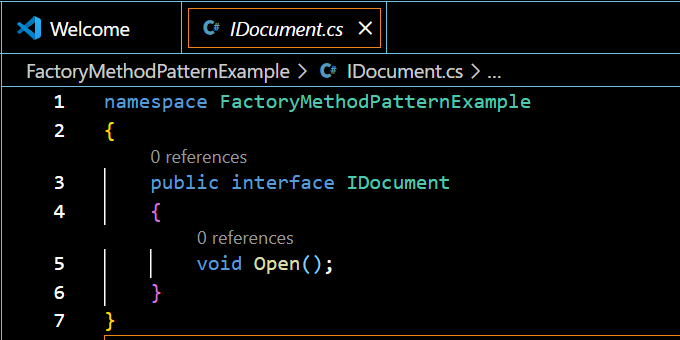 Welcome IDocument.cs
FactoryMethodPatternExample > IDocument.cs > ...
1 namespace FactoryMethodPatternExample
2 {
0 references
3 public interface IDocument
4 {
0 references
5 void Open();
6 }
7 }